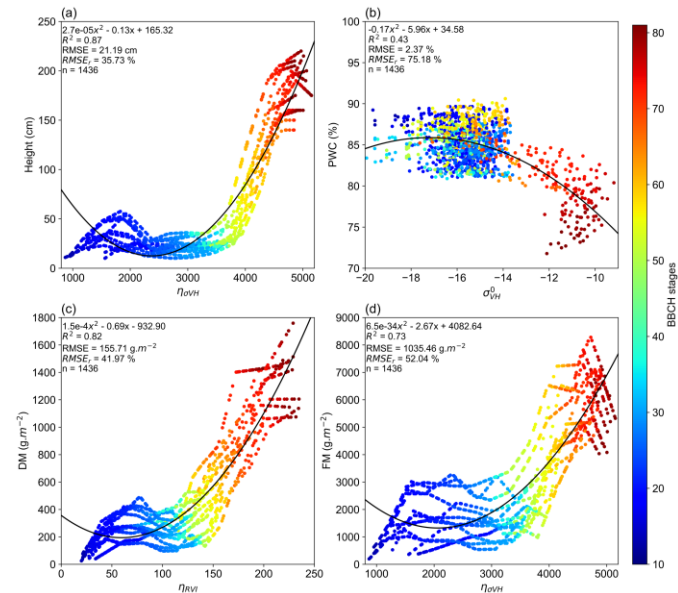 (a)
2.7e-05x² - 0.13x + 165.32
R² = 0.87
RMSE = 21.19 cm
RMSEᵣ = 35.73 %
n = 1436
Height (cm)
250
200
150
100
50
0
1000 2000 3000 4000 5000
ησVH
(b)
-0.17x² - 5.96x + 34.58
R² = 0.43
RMSE = 2.37 %
RMSEᵣ = 75.18 %
n = 1436
PWC (%)
100
95
90
85
80
75
70
−20 −18 −16 −14 −12 −10
σ⁰VH
(c)
1.5e-4x² - 0.69x - 932.90
R² = 0.82
RMSE = 155.71 g.m⁻²
RMSEᵣ = 41.97 %
n = 1436
DM (g.m⁻²)
1800
1600
1400
1200
1000
800
600
400
200
0
0 50 100 150 200 250
ηRVI
(d)
6.5e-34x² - 2.67x + 4082.64
R² = 0.73
RMSE = 1035.46 g.m⁻²
RMSEᵣ = 52.04 %
n = 1436
FM (g.m⁻²)
9000
8000
7000
6000
5000
4000
3000
2000
1000
0
1000 2000 3000 4000 5000
ησVH
80
70
60
50
40
30
20
10
BBCH stages